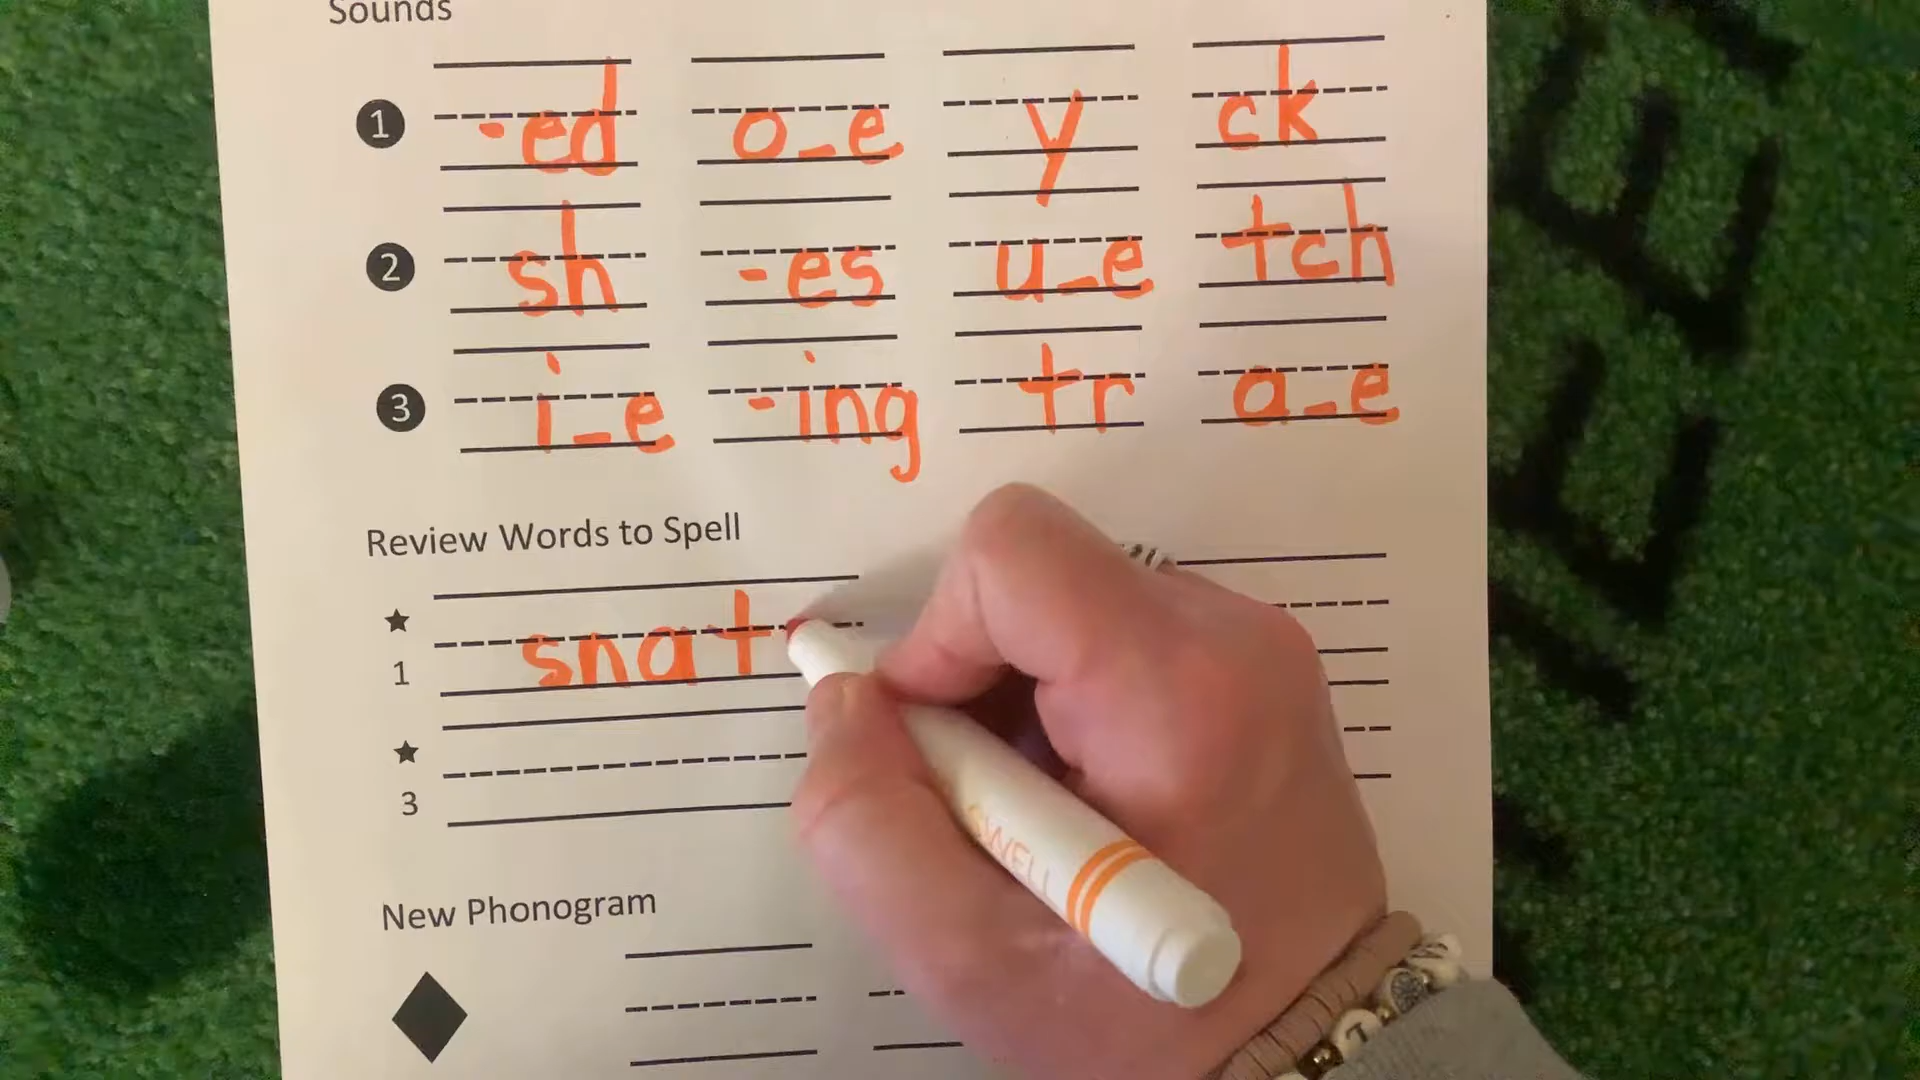 Sounds
1 -ed o_e y ck
2 sh -es u_e tch
3 i_e -ing tr a_e
Review Words to Spell
1 snat
3
New Phonogram